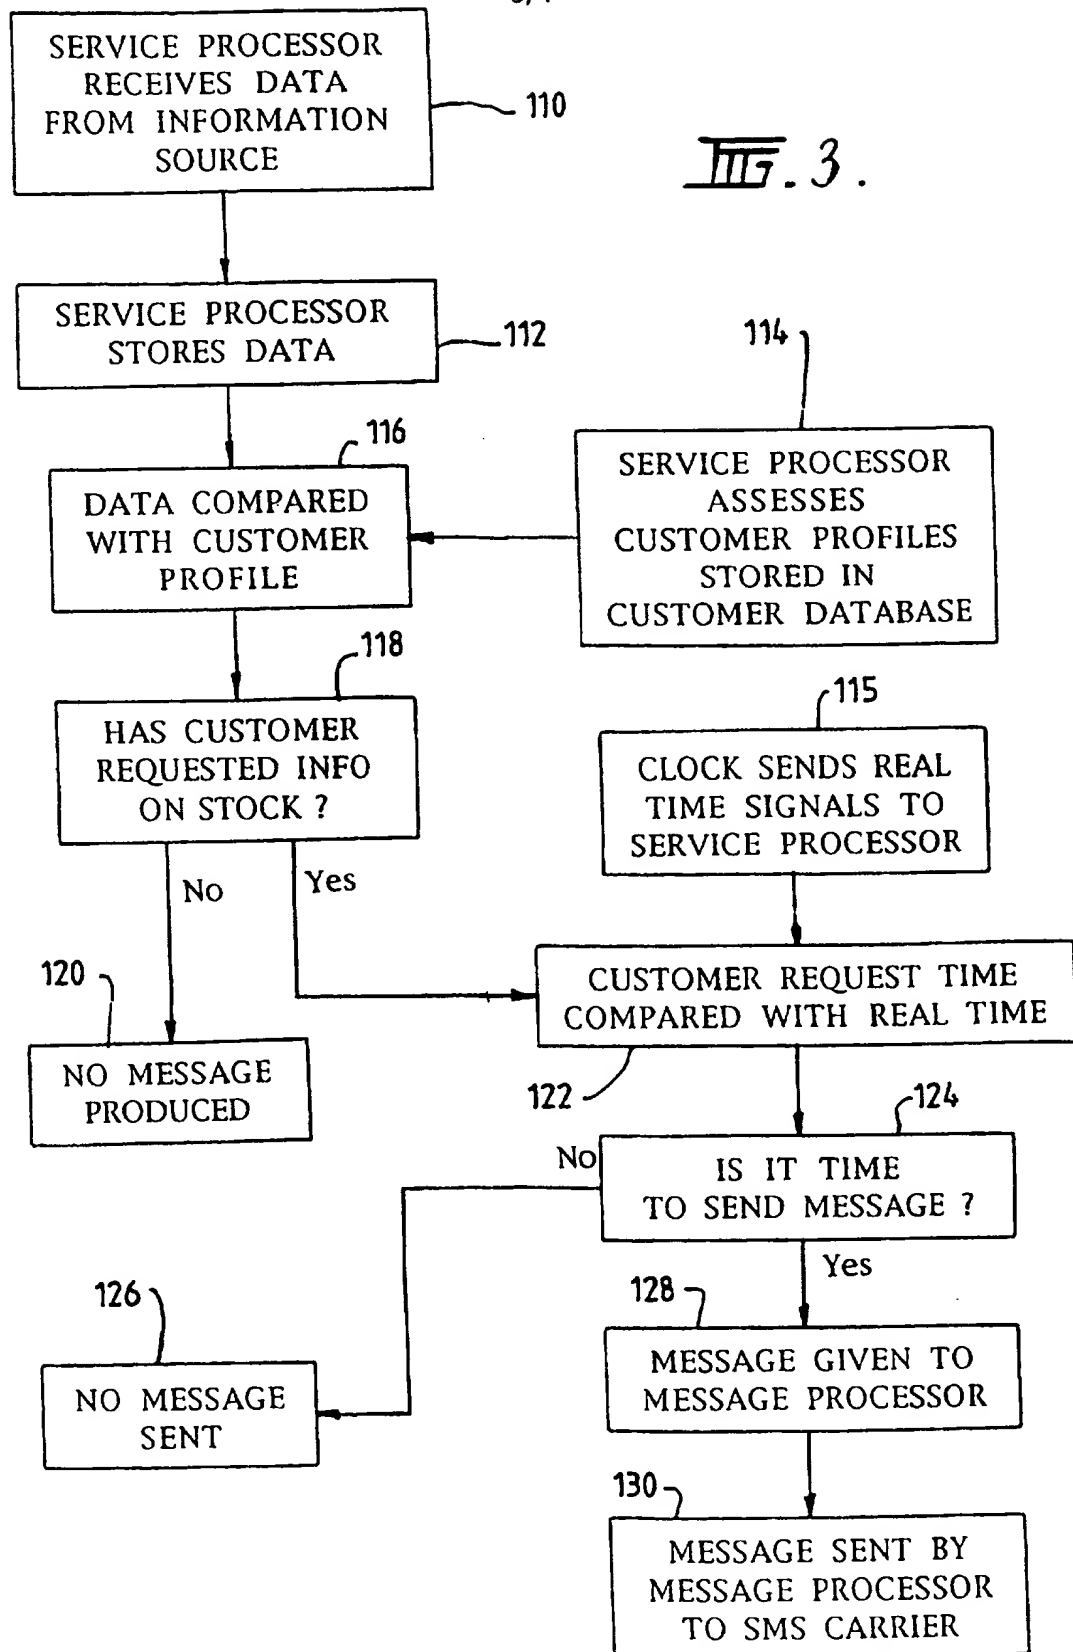 SERVICE PROCESSOR
RECEIVES DATA
FROM INFORMATION
SOURCE
110
FIG. 3.
SERVICE PROCESSOR
STORES DATA
112
114
116
DATA COMPARED
WITH CUSTOMER
PROFILE
SERVICE PROCESSOR
ASSESSES
CUSTOMER PROFILES
STORED IN
CUSTOMER DATABASE
118
HAS CUSTOMER
REQUESTED INFO
ON STOCK ?
115
CLOCK SENDS REAL
TIME SIGNALS TO
SERVICE PROCESSOR
No
Yes
120
NO MESSAGE
PRODUCED
CUSTOMER REQUEST TIME
COMPARED WITH REAL TIME
122
124
No
IS IT TIME
TO SEND MESSAGE ?
Yes
126
NO MESSAGE
SENT
128
MESSAGE GIVEN TO
MESSAGE PROCESSOR
130
MESSAGE SENT BY
MESSAGE PROCESSOR
TO SMS CARRIER